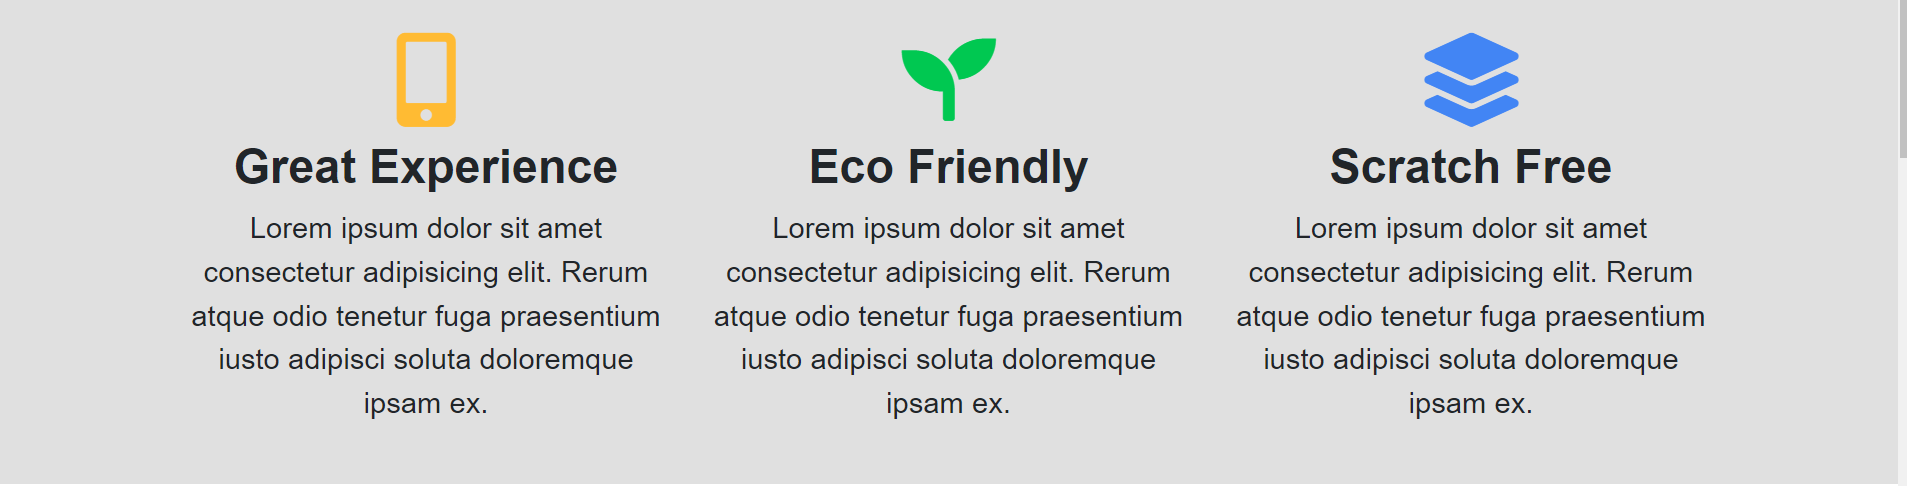 Great Experience
Lorem ipsum dolor sit amet
consectetur adipisicing elit. Rerum
atque odio tenetur fuga praesentium
iusto adipisci soluta doloremque
ipsam ex.
Eco Friendly
Lorem ipsum dolor sit amet
consectetur adipisicing elit. Rerum
atque odio tenetur fuga praesentium
iusto adipisci soluta doloremque
ipsam ex.
Scratch Free
Lorem ipsum dolor sit amet
consectetur adipisicing elit. Rerum
atque odio tenetur fuga praesentium
iusto adipisci soluta doloremque
ipsam ex.